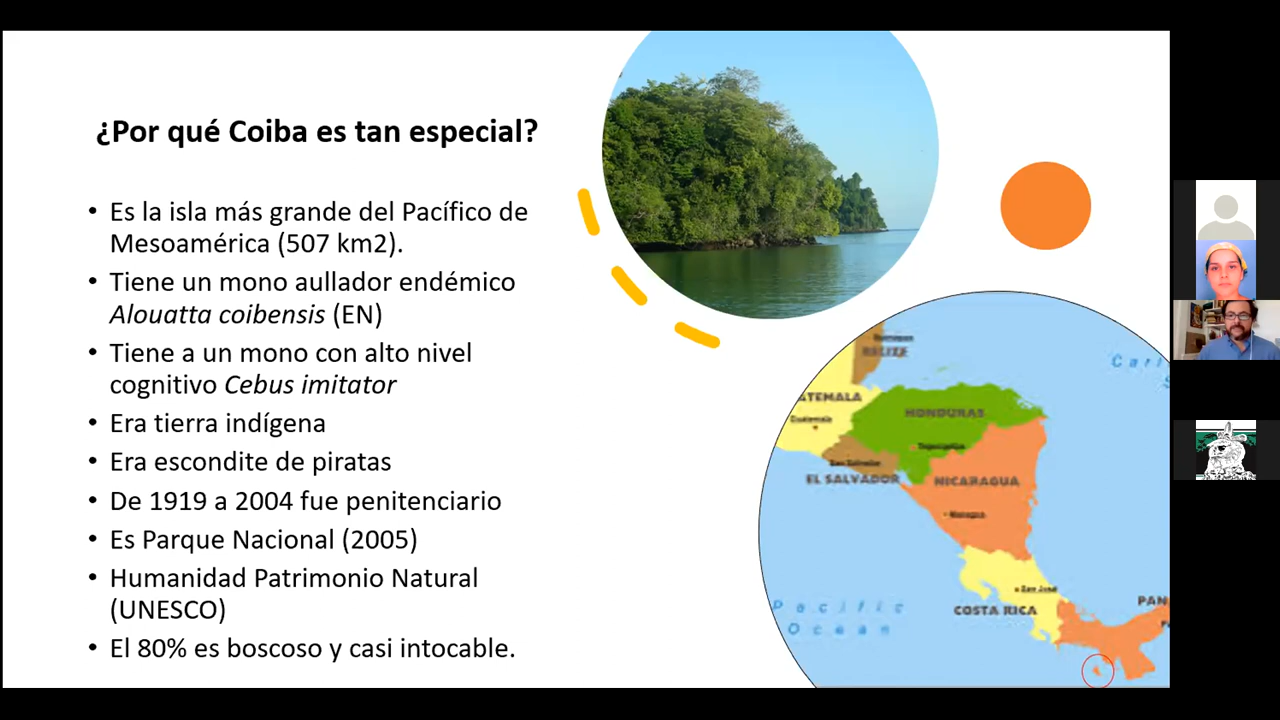 ¿Por qué Coiba es tan especial?
• Es la isla más grande del Pacífico de
Mesoamérica (507 km2).
• Tiene un mono aullador endémico
Alouatta coibensis (EN)
• Tiene a un mono con alto nivel
cognitivo Cebus imitator
• Era tierra indígena
• Era escondite de piratas
• De 1919 a 2004 fue penitenciario
• Es Parque Nacional (2005)
• Humanidad Patrimonio Natural
(UNESCO)
• El 80% es boscoso y casi intocable.
BELIZE
Carib
ATEMALA
Guatemala
HONDURAS
Tegucigalpa
San Salvador
EL SALVADOR
NICARAGUA
Managua
San José
COSTA RICA
PAN
Pacific
Ocean